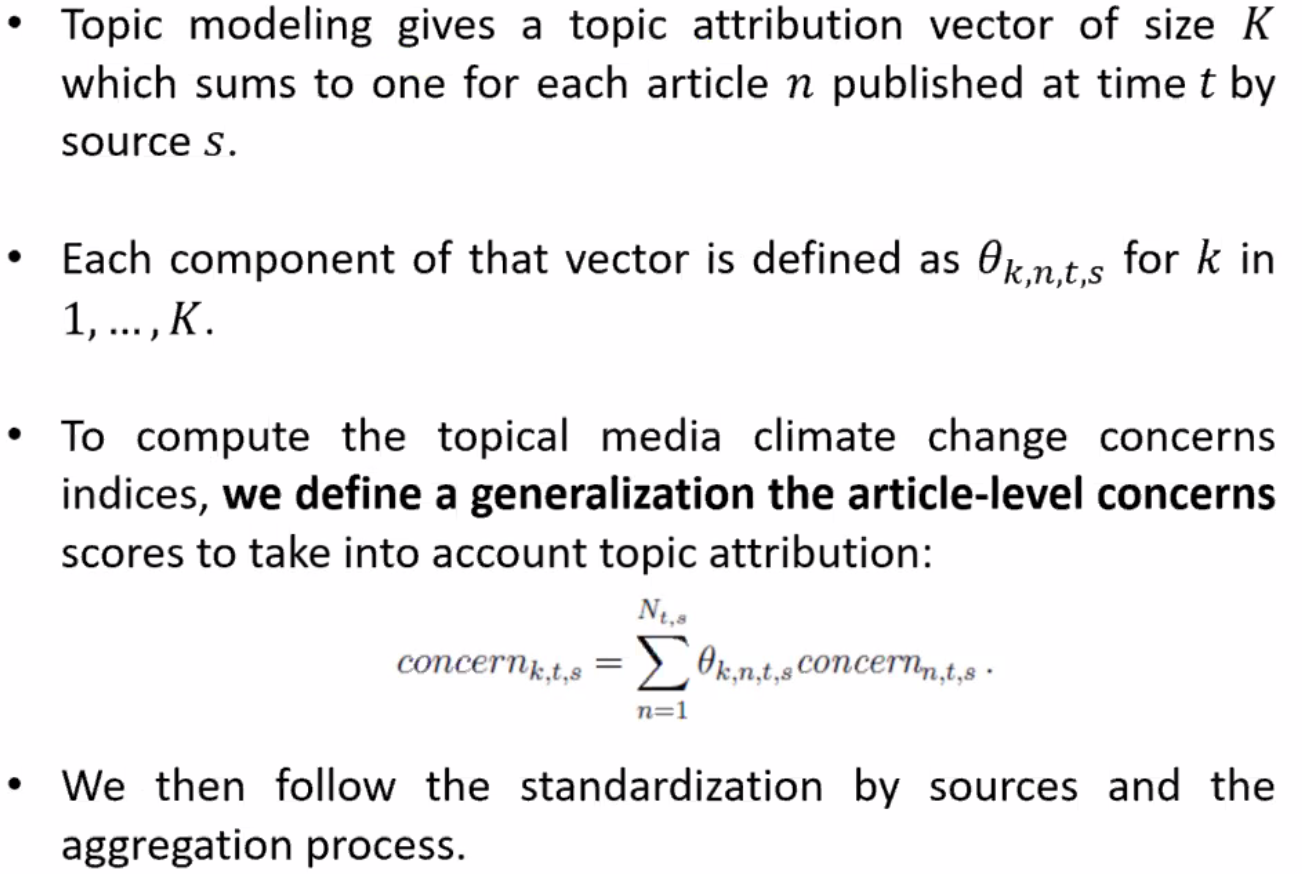 • Topic modeling gives a topic attribution vector of size K
which sums to one for each article n published at time t by
source s.
• Each component of that vector is defined as θ_{k,n,t,s} for k in
1, ... , K.
• To compute the topical media climate change concerns
indices, we define a generalization the article-level concerns
scores to take into account topic attribution:
concern_{k,t,s} = \sum_{n=1}^{N_{t,s}} θ_{k,n,t,s} concern_{n,t,s} .
• We then follow the standardization by sources and the
aggregation process.